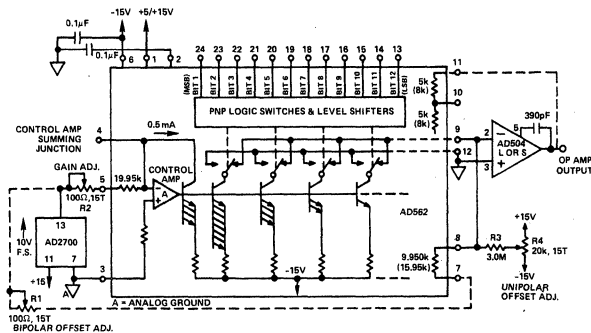 -15V
+5/+15V
0.1μF
0.1μF
6
1
2
24
23
22
21
20
19
18
17
16
15
14
13
(MSB)
BIT 1
BIT 2
BIT 3
BIT 4
BIT 5
BIT 6
BIT 7
BIT 8
BIT 9
BIT 10
BIT 11
BIT 12
(LSB)
PNP LOGIC SWITCHES & LEVEL SHIFTERS
5k
(8k)
11
10
5k
(8k)
390pF
CONTROL AMP
SUMMING
JUNCTION
4
0.5mA
9
12
2
3
5
AD504
L OR S
OP AMP
OUTPUT
GAIN ADJ.
5
100Ω,15T
R2
19.95k
CONTROL
AMP
A
13
AD2700
10V
F.S.
11
7
+15
A
3
AD562
-15V
9.950k
(15.95k)
8
7
R3
3.0M
+15V
R4
20k, 15T
-15V
UNIPOLAR
OFFSET ADJ.
R1
100Ω, 15T
A = ANALOG GROUND
BIPOLAR OFFSET ADJ.